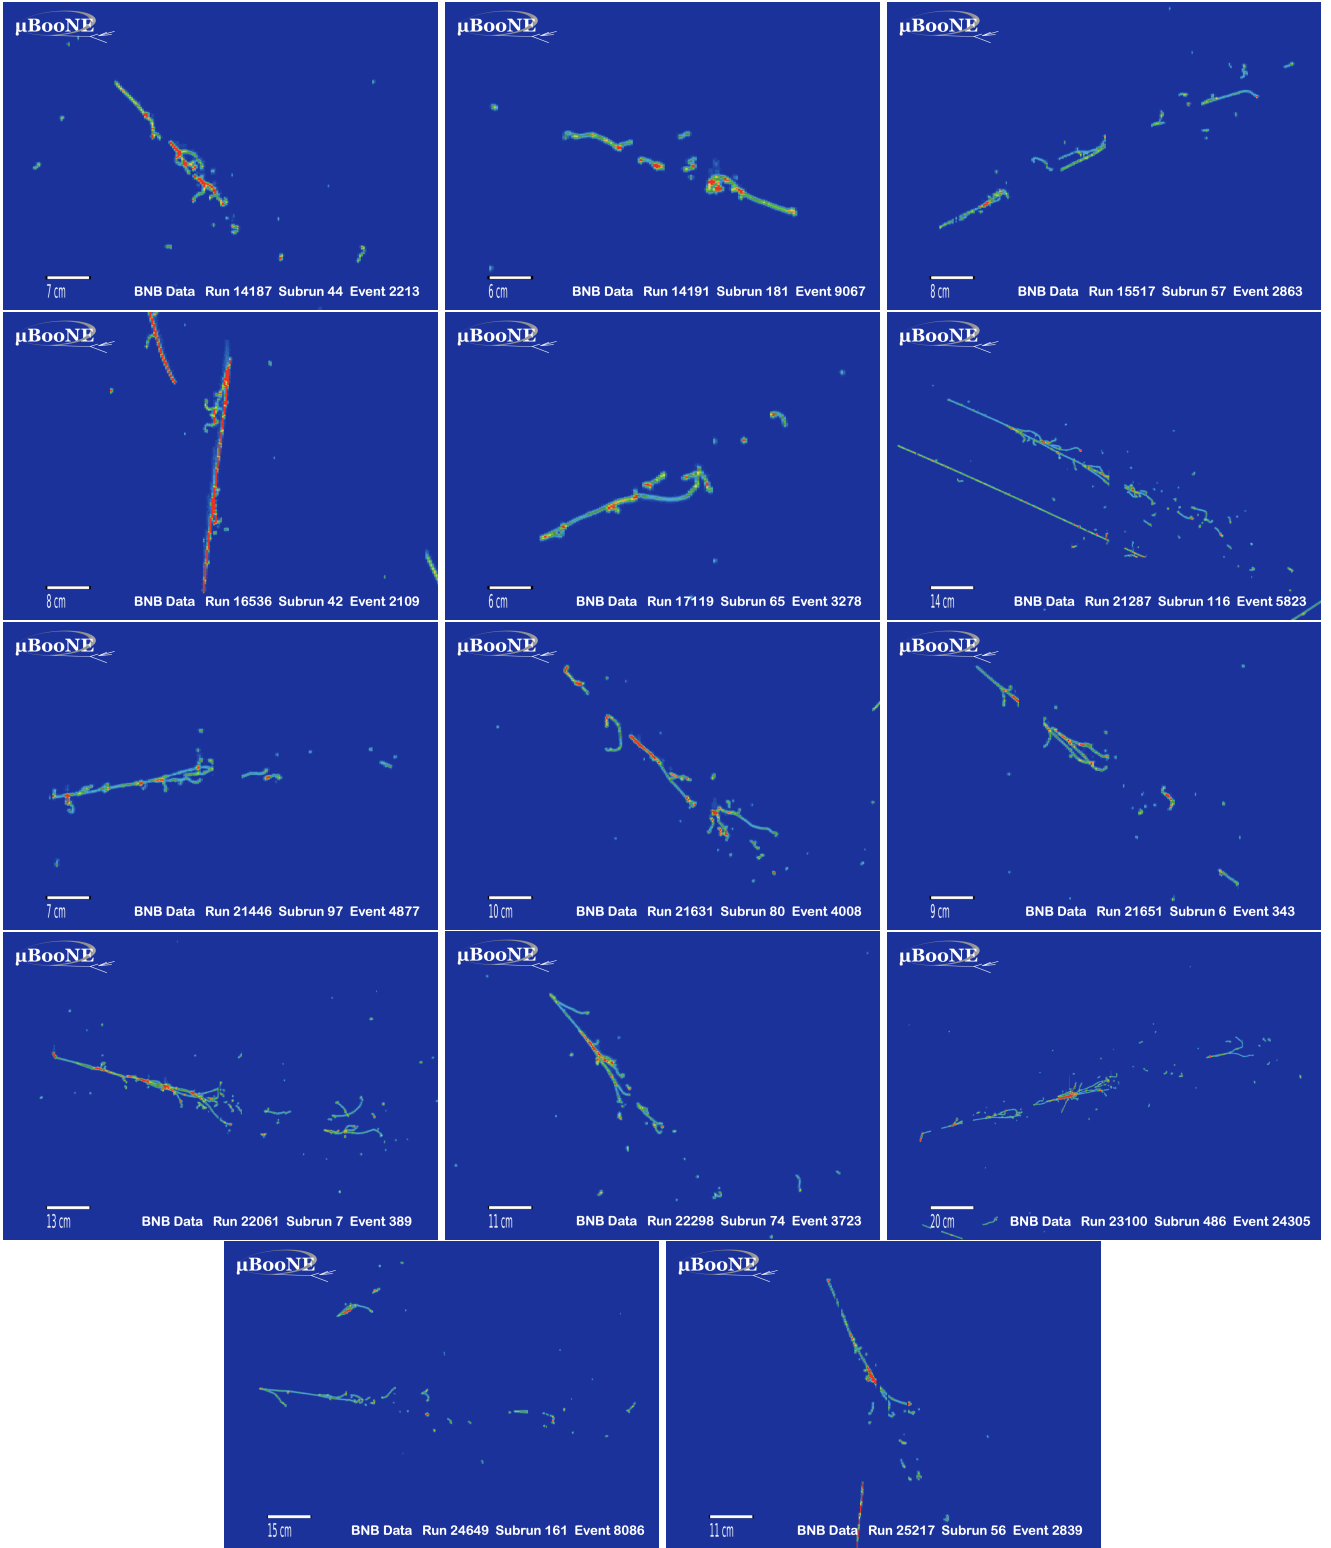 µBooNE
7 cm
BNB Data Run 14187 Subrun 44 Event 2213
µBooNE
6 cm
BNB Data Run 14191 Subrun 181 Event 9067
µBooNE
8 cm
BNB Data Run 15517 Subrun 57 Event 2863
µBooNE
8 cm
BNB Data Run 16536 Subrun 42 Event 2109
µBooNE
6 cm
BNB Data Run 17119 Subrun 65 Event 3278
µBooNE
14 cm
BNB Data Run 21287 Subrun 116 Event 5823
µBooNE
7 cm
BNB Data Run 21446 Subrun 97 Event 4877
µBooNE
10 cm
BNB Data Run 21631 Subrun 80 Event 4008
µBooNE
9 cm
BNB Data Run 21651 Subrun 6 Event 343
µBooNE
13 cm
BNB Data Run 22061 Subrun 7 Event 389
µBooNE
11 cm
BNB Data Run 22298 Subrun 74 Event 3723
µBooNE
20 cm
BNB Data Run 23100 Subrun 486 Event 24305
µBooNE
15 cm
BNB Data Run 24649 Subrun 161 Event 8086
µBooNE
11 cm
BNB Data Run 25217 Subrun 56 Event 2839